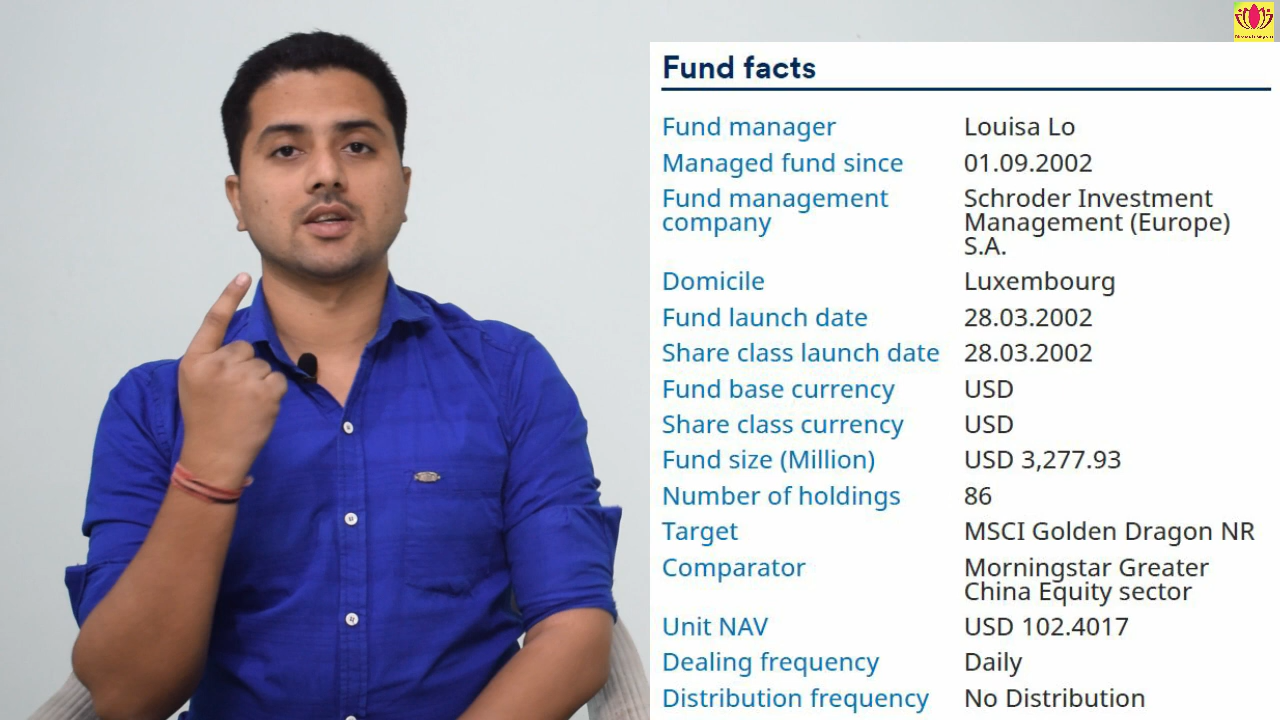 Fund facts
Fund manager Louisa Lo
Managed fund since 01.09.2002
Fund management Schroder Investment
company Management (Europe)
S.A.
Domicile Luxembourg
Fund launch date 28.03.2002
Share class launch date 28.03.2002
Fund base currency USD
Share class currency USD
Fund size (Million) USD 3,277.93
Number of holdings 86
Target MSCI Golden Dragon NR
Comparator Morningstar Greater
China Equity sector
Unit NAV USD 102.4017
Dealing frequency Daily
Distribution frequency No Distribution